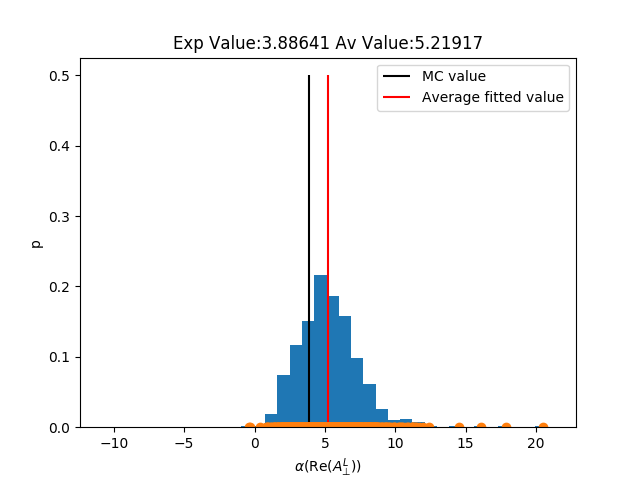 Exp Value:3.88641 Av Value:5.21917
MC value
Average fitted value
0.5
0.4
0.3
0.2
0.1
0.0
p
−10 −5 0 5 10 15 20
α(Re(A^L_⊥))